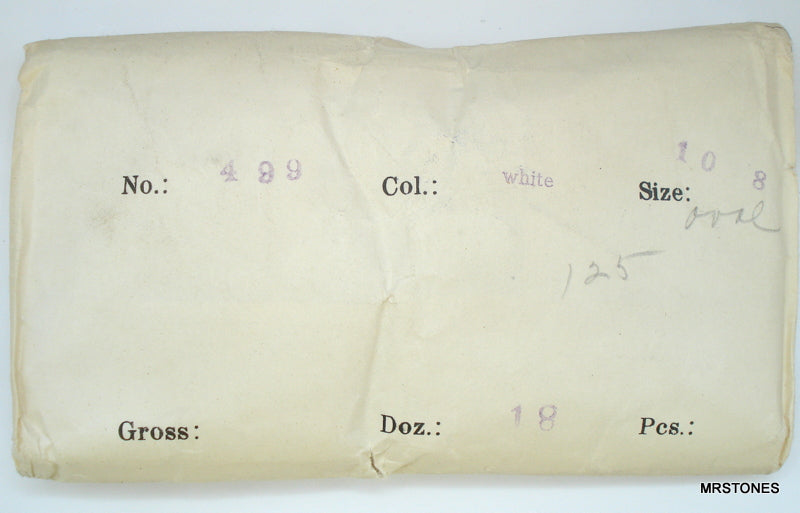 No.: 499 Col.: white Size: 10 8
oval
125
Gross: Doz.: 18 Pcs.:
MRSTONES